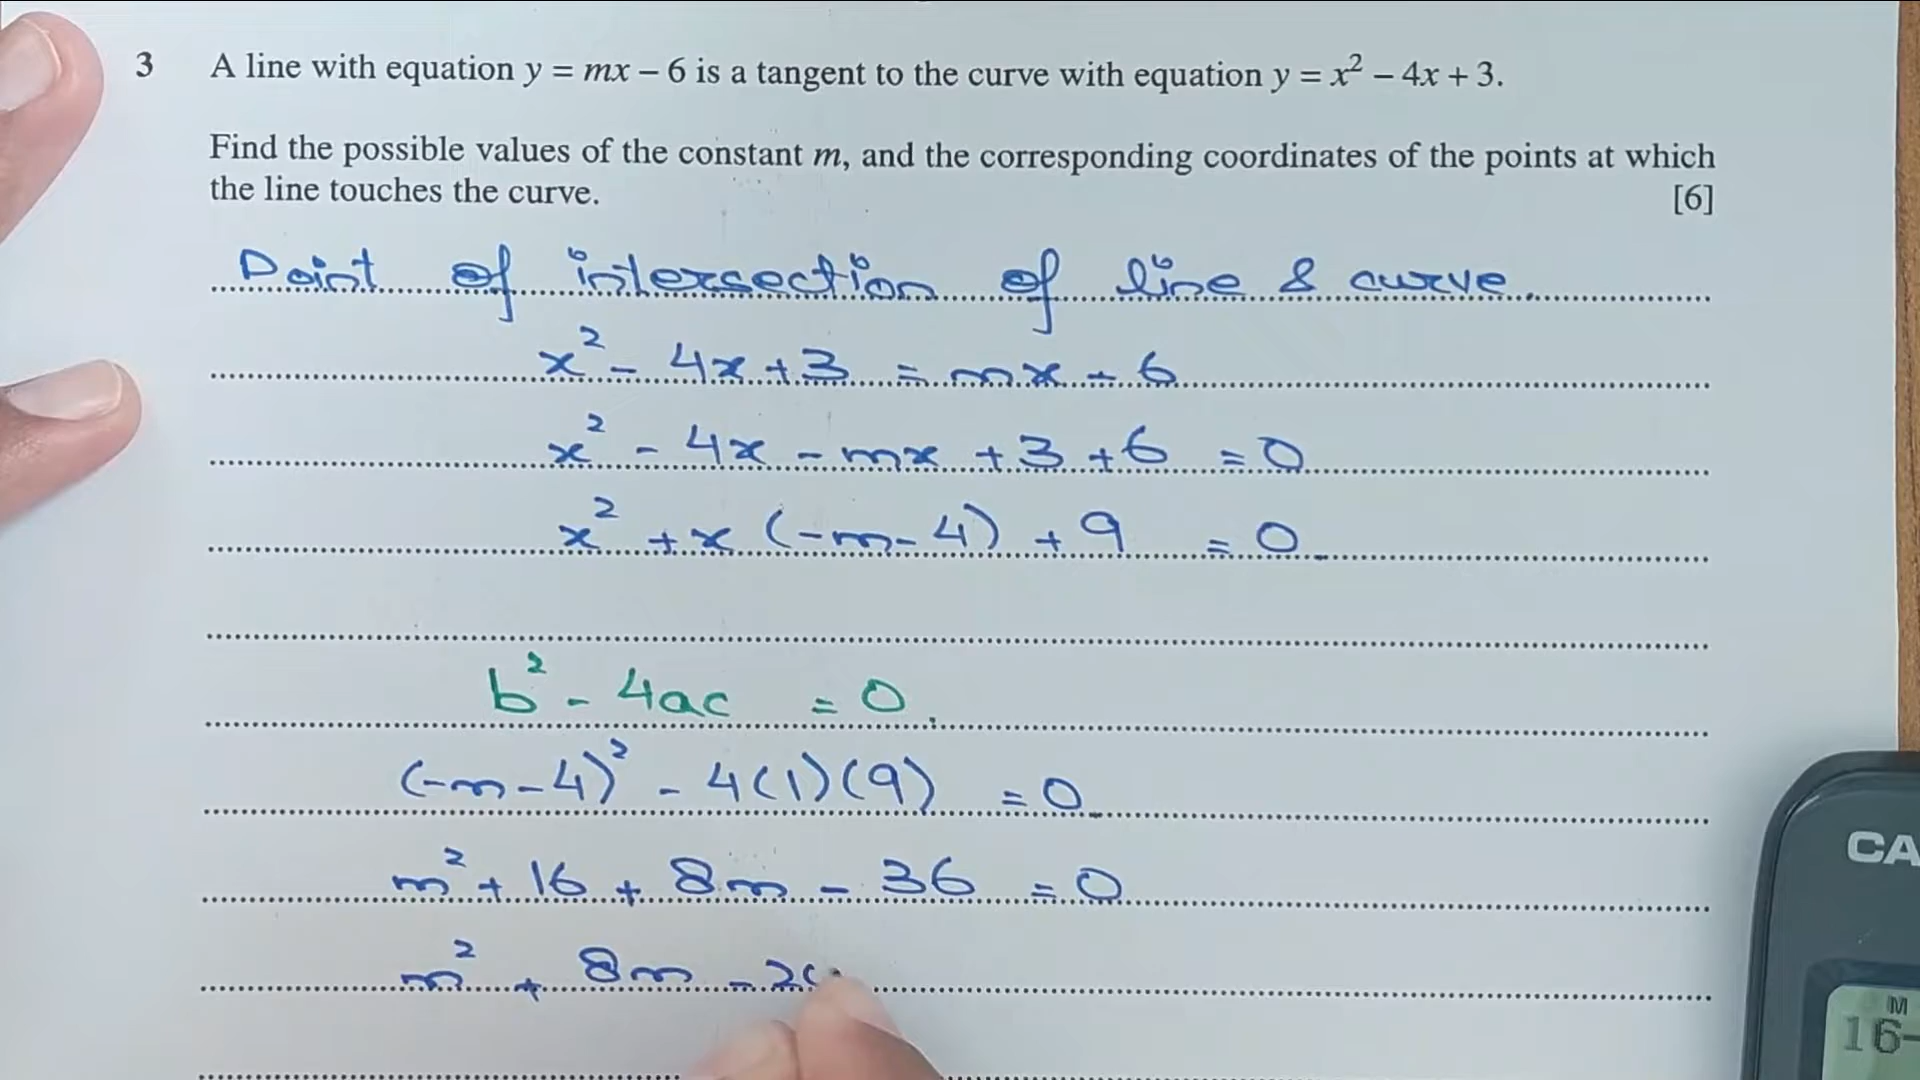 3 A line with equation y = mx − 6 is a tangent to the curve with equation y = x² − 4x + 3.
Find the possible values of the constant m, and the corresponding coordinates of the points at which
the line touches the curve. [6]
Point of intersection of line & curve.
x² - 4x + 3 = mx - 6
x² - 4x - mx + 3 + 6 = 0
x² + x (-m - 4) + 9 = 0
b² - 4ac = 0
(-m - 4)² - 4(1)(9) = 0
m² + 16 + 8m - 36 = 0
m² + 8m - 20
CA
M
16-